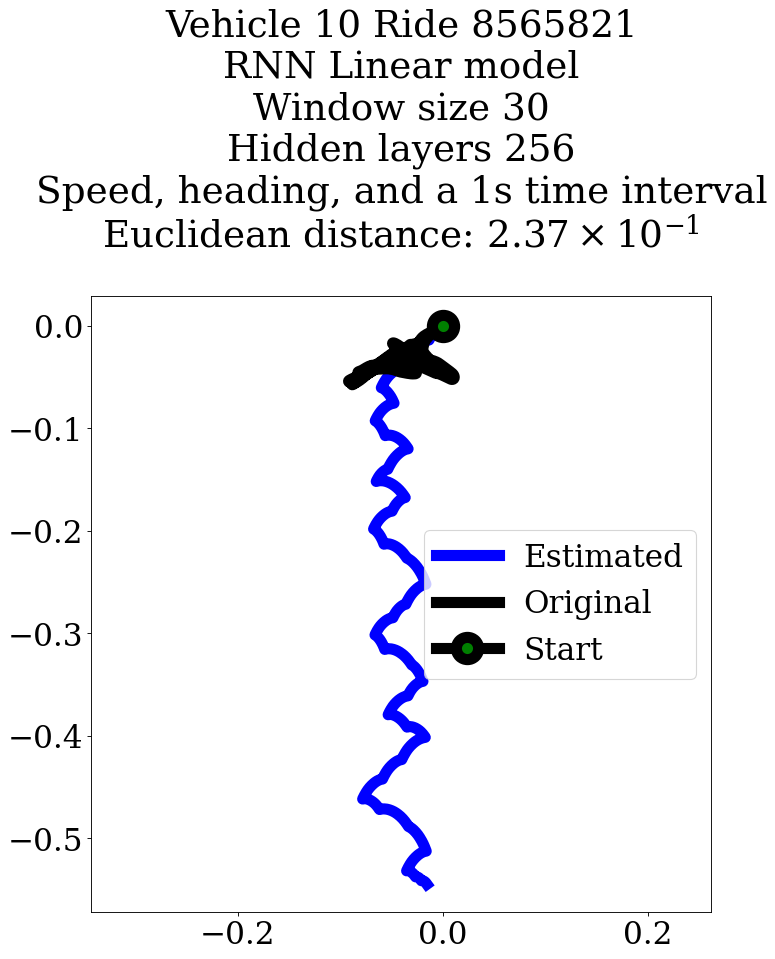 Vehicle 10 Ride 8565821
RNN Linear model
Window size 30
Hidden layers 256
Speed, heading, and a 1s time interval
Euclidean distance: 2.37 × 10⁻¹
0.0
−0.1
−0.2
−0.3
−0.4
−0.5
Estimated
Original
Start
−0.2
0.0
0.2